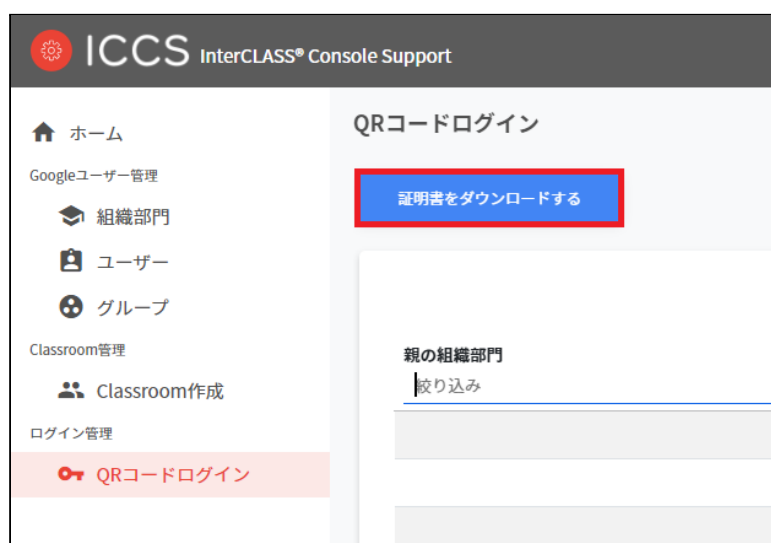 ICCS InterCLASS® Console Support
ホーム
Googleユーザー管理
組織部門
ユーザー
グループ
Classroom管理
Classroom作成
ログイン管理
QRコードログイン
QRコードログイン
証明書をダウンロードする
親の組織部門
絞り込み